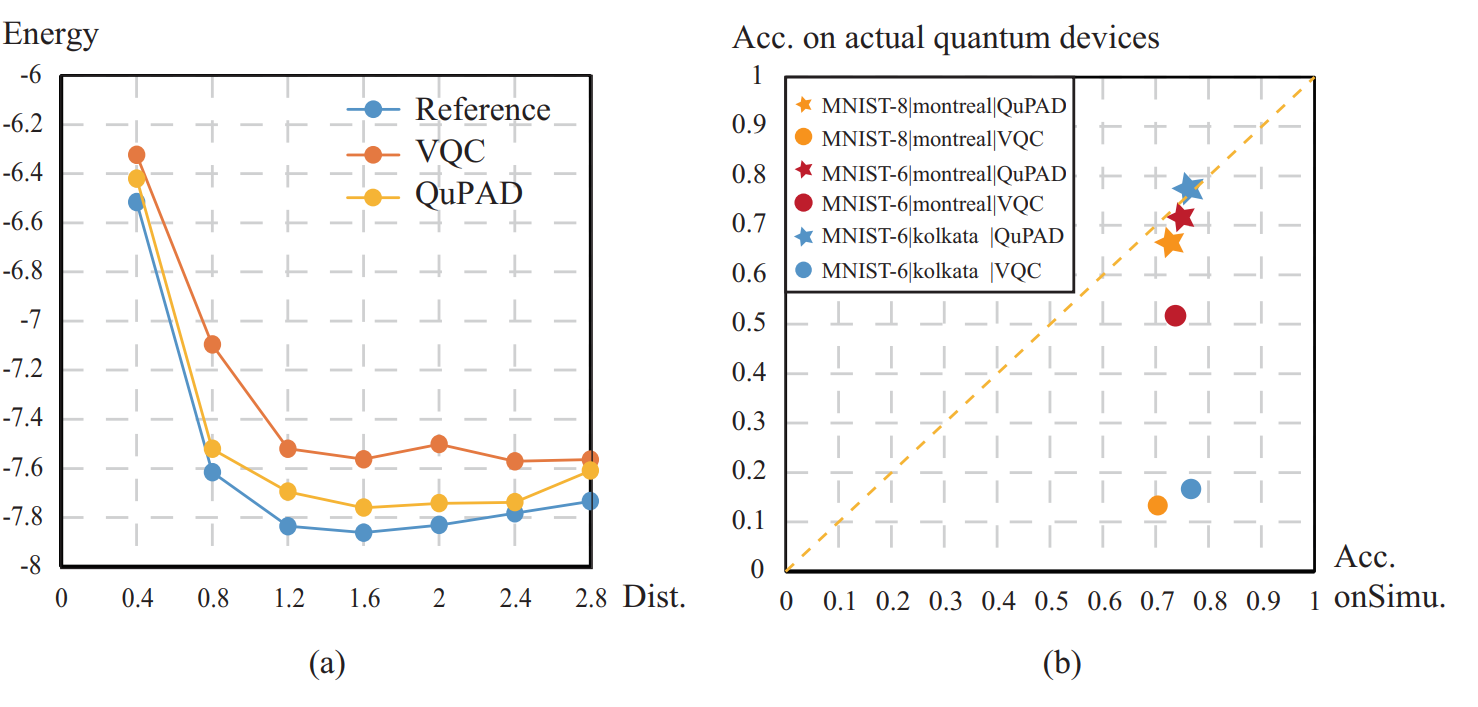 Energy
-6
-6.2
-6.4
-6.6
-6.8
-7
-7.2
-7.4
-7.6
-7.8
-8
0 0.4 0.8 1.2 1.6 2 2.4 2.8 Dist.
Reference
VQC
QuPAD
(a)
Acc. on actual quantum devices
1
0.9
0.8
0.7
0.6
0.5
0.4
0.3
0.2
0.1
0
MNIST-8|montreal|QuPAD
MNIST-8|montreal|VQC
MNIST-6|montreal|QuPAD
MNIST-6|montreal|VQC
MNIST-6|kolkata |QuPAD
MNIST-6|kolkata |VQC
0 0.1 0.2 0.3 0.4 0.5 0.6 0.7 0.8 0.9 1
Acc.
onSimu.
(b)